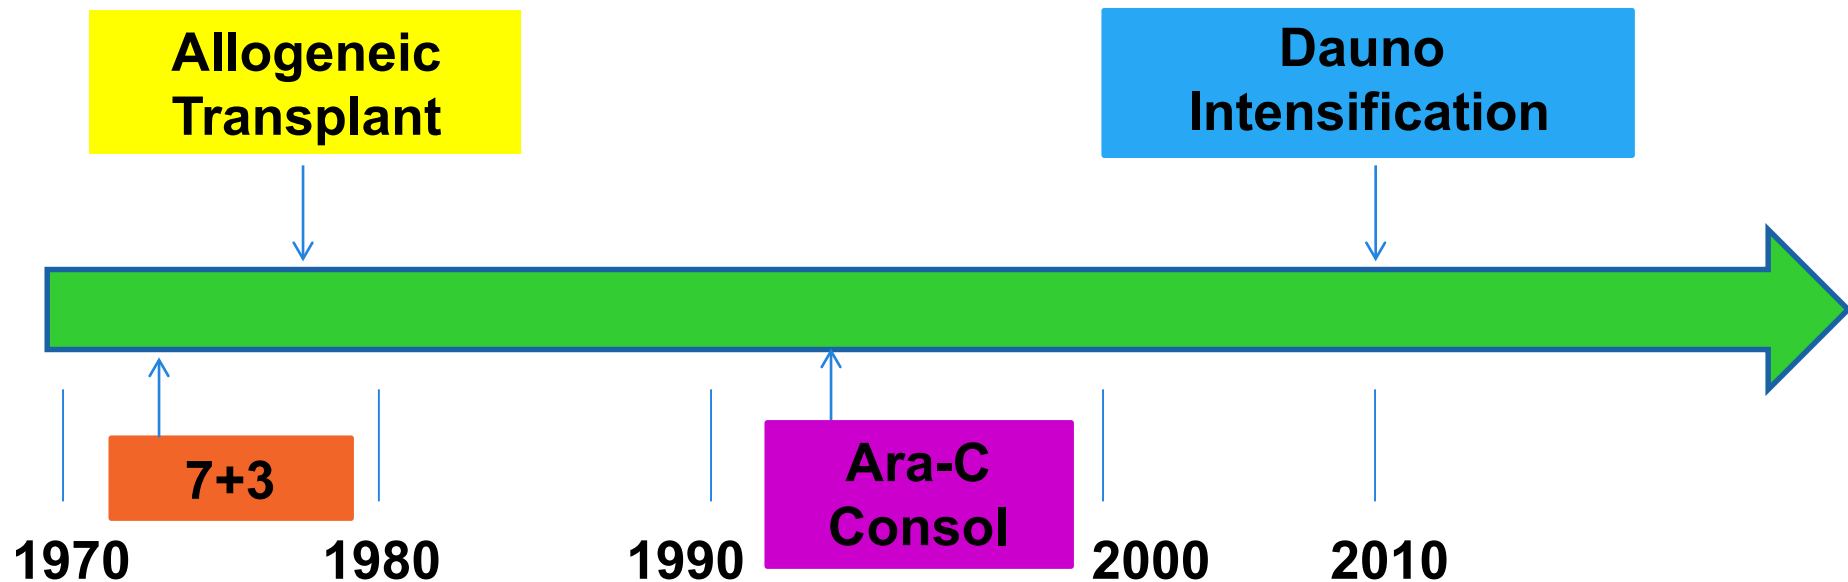 Allogeneic
Transplant
Dauno
Intensification
7+3
Ara-C
Consol
1970
1980
1990
2000
2010